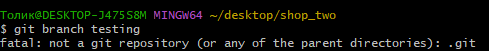 Толик@DESKTOP-J475S8M MINGW64 ~/desktop/shop_two
$ git branch testing
fatal: not a git repository (or any of the parent directories): .git